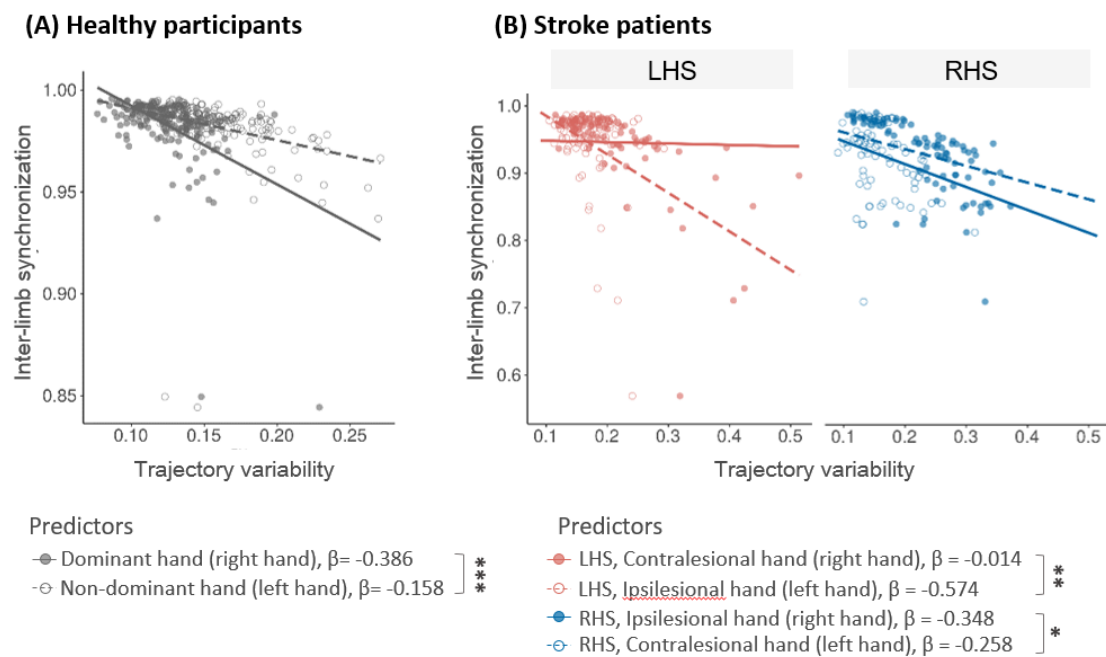 (A) Healthy participants
(B) Stroke patients
LHS
RHS
Inter-limb synchronization
1.00
0.95
0.90
0.85
0.10
0.15
0.20
0.25
Trajectory variability
Inter-limb synchronization
1.0
0.9
0.8
0.7
0.6
0.1
0.2
0.3
0.4
0.5
0.1
0.2
0.3
0.4
0.5
Trajectory variability
Predictors
Dominant hand (right hand), β= -0.386
Non-dominant hand (left hand), β=-0.158
***
Predictors
LHS, Contralesional hand (right hand), β = -0.014
LHS, Ipsilesional hand (left hand), β = -0.574
**
RHS, Ipsilesional hand (right hand), β = -0.348
RHS, Contralesional hand (left hand), β = -0.258
*